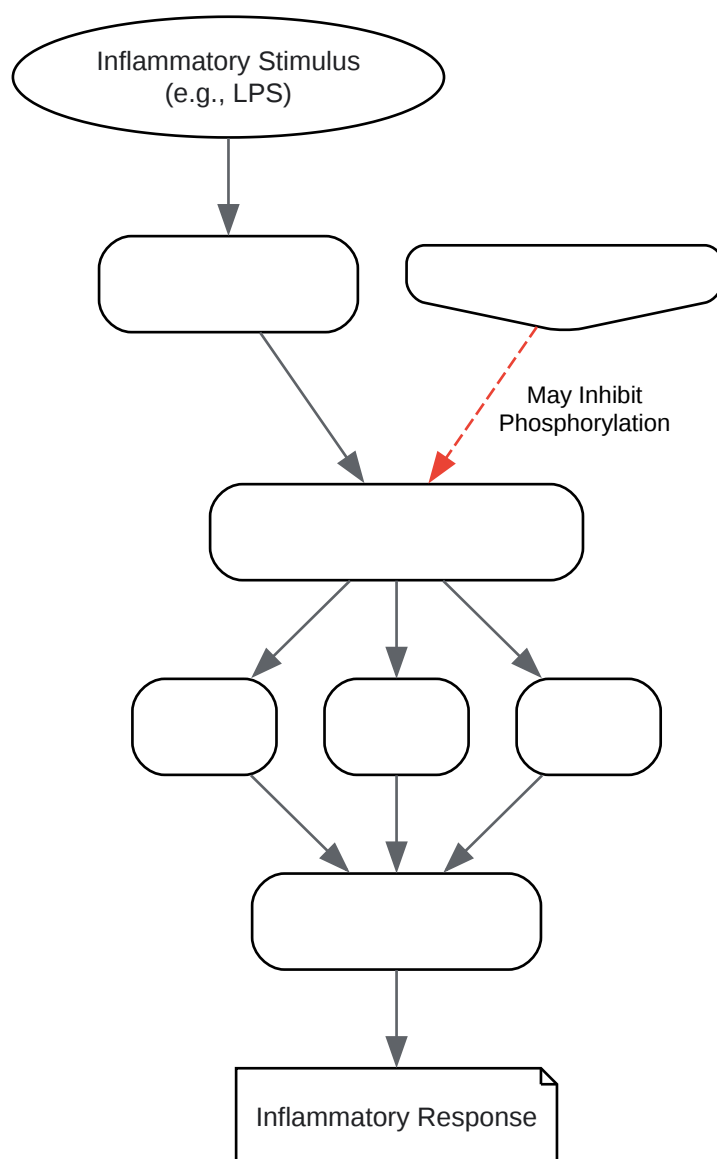 Inflammatory Stimulus
(e.g., LPS)
May Inhibit
Phosphorylation
Inflammatory Response